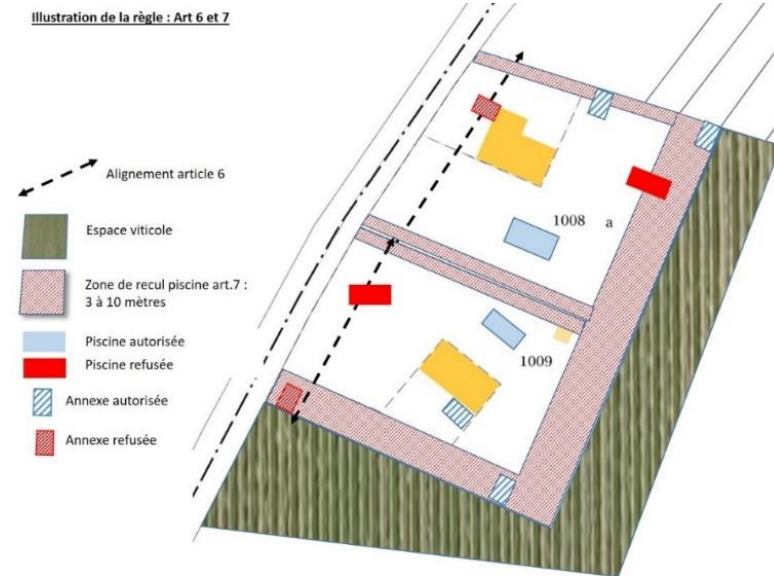 Illustration de la règle : Art 6 et 7
Alignement article 6
Espace viticole
Zone de recul piscine art.7 :
3 à 10 mètres
Piscine autorisée
Piscine refusée
Annexe autorisée
Annexe refusée
1008 a
1009